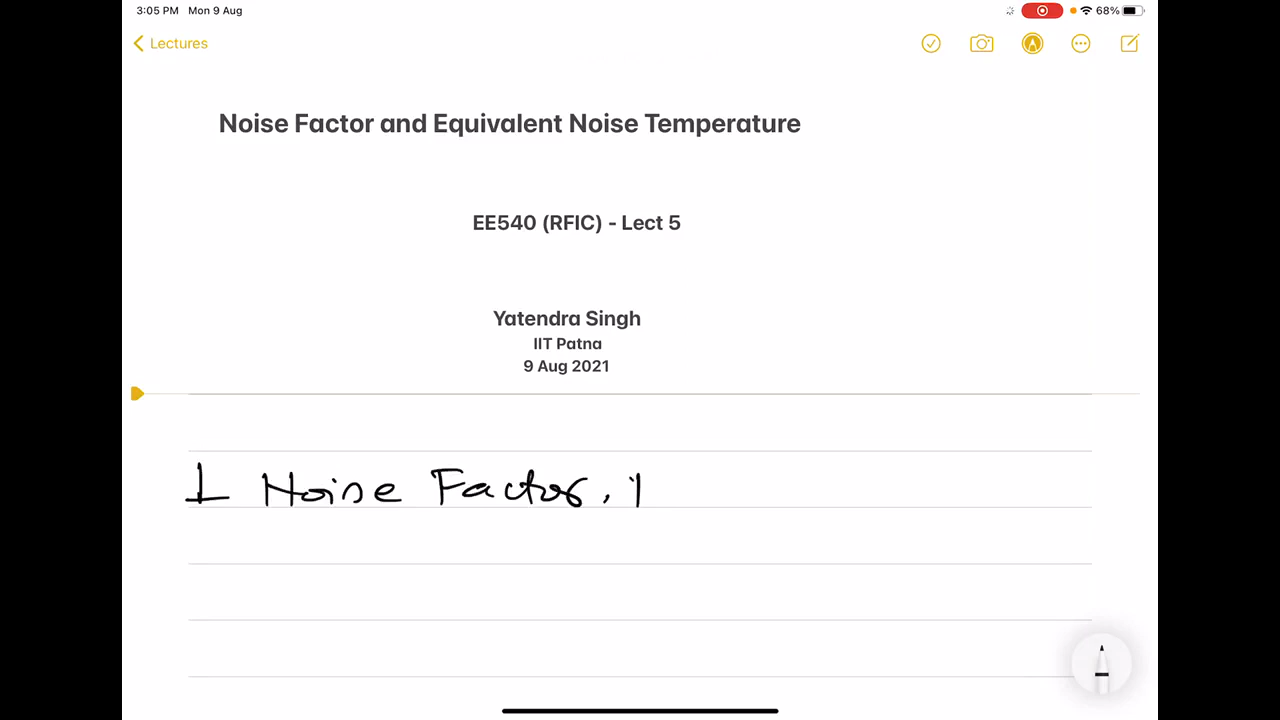 3:05 PM Mon 9 Aug 68%
Lectures
Noise Factor and Equivalent Noise Temperature
EE540 (RFIC) - Lect 5
Yatendra Singh
IIT Patna
9 Aug 2021
1 Noise Factor,